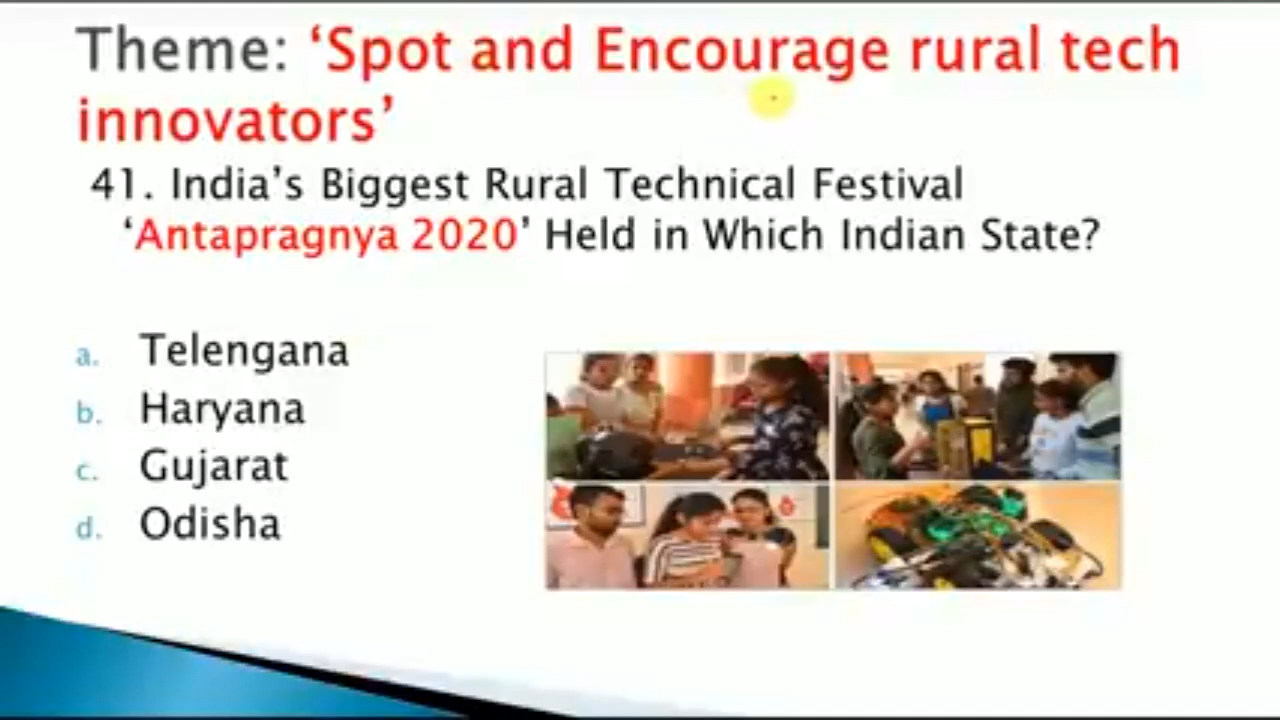 Theme: ‘Spot and Encourage rural tech
innovators’
41. India’s Biggest Rural Technical Festival
‘Antapragnya 2020’ Held in Which Indian State?
a. Telengana
b. Haryana
c. Gujarat
d. Odisha